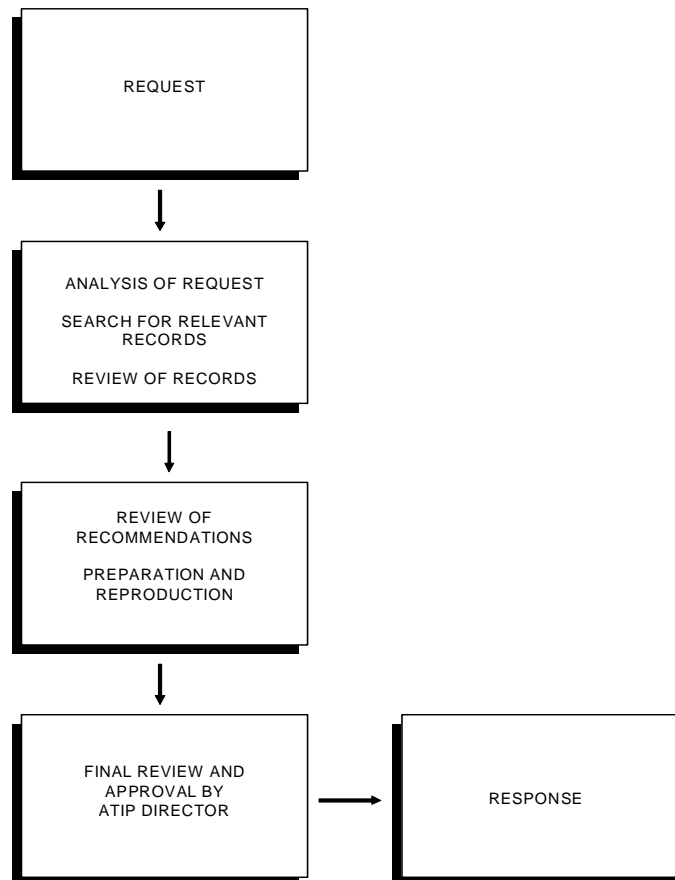 REQUEST
ANALYSIS OF REQUEST
SEARCH FOR RELEVANT
RECORDS
REVIEW OF RECORDS
REVIEW OF
RECOMMENDATIONS
PREPARATION AND
REPRODUCTION
FINAL REVIEW AND
APPROVAL BY
ATIP DIRECTOR
RESPONSE